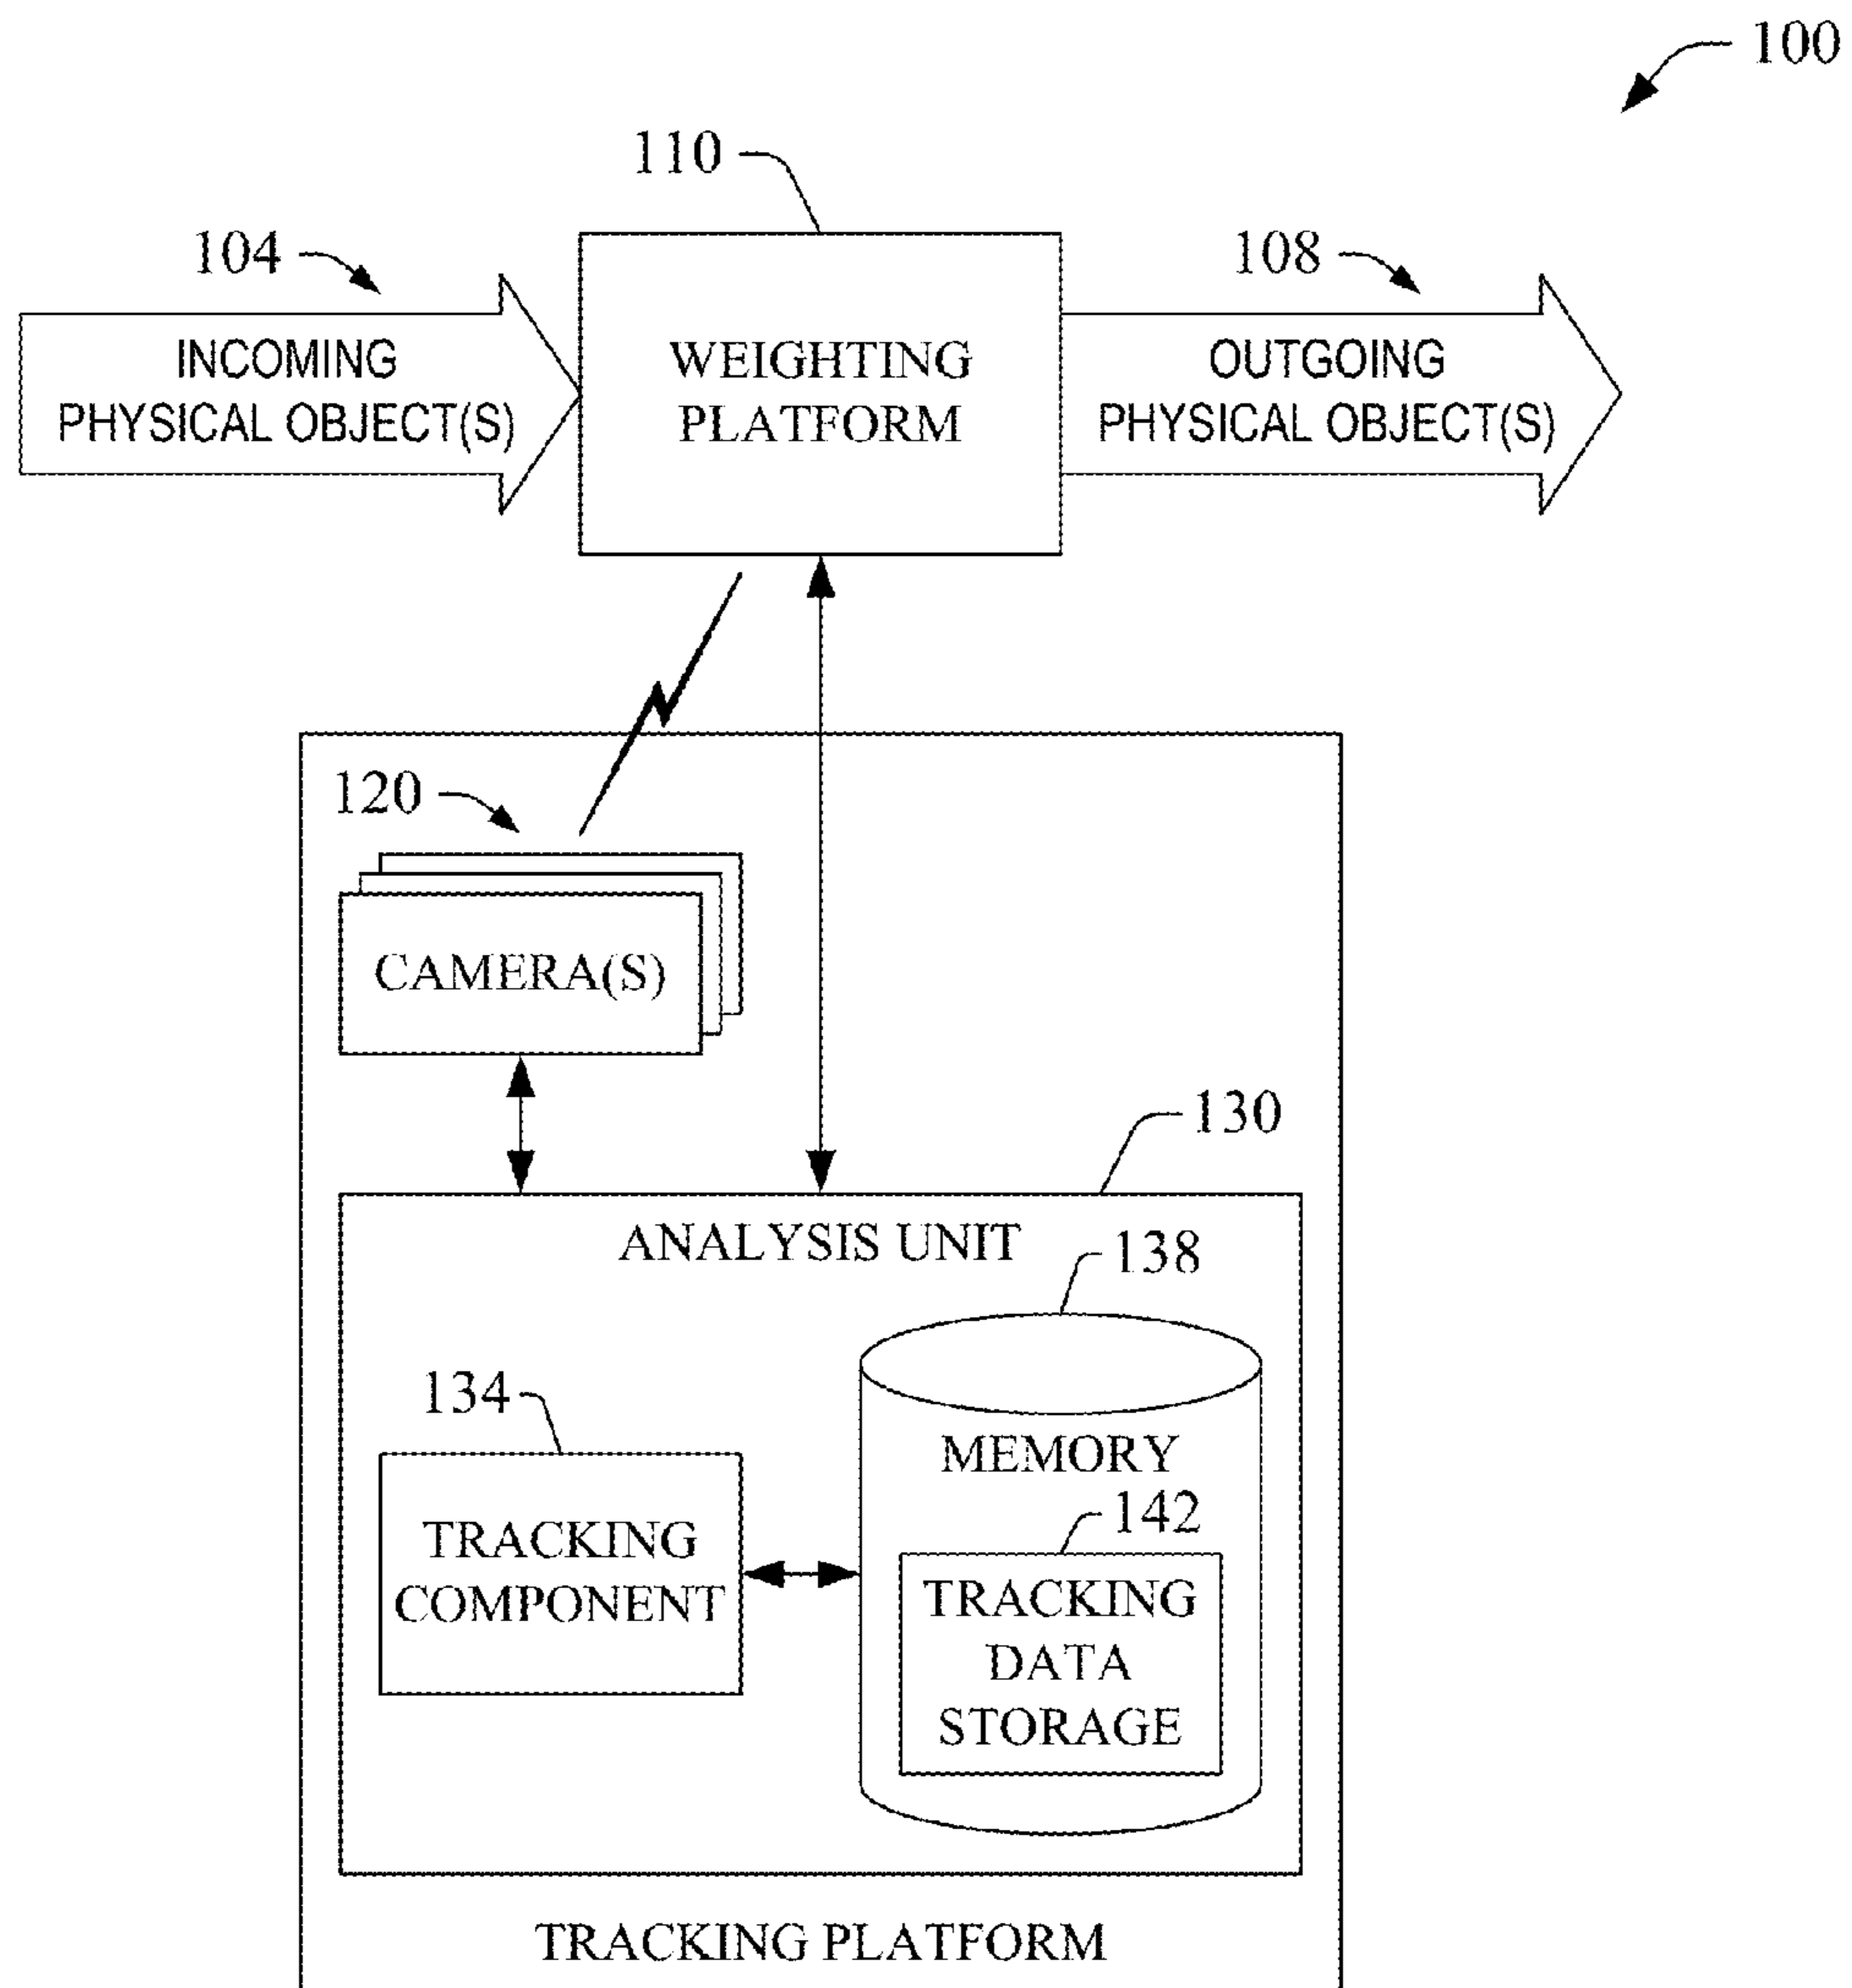 100
110
104
108
INCOMING
PHYSICAL OBJECT(S)
WEIGHTING
PLATFORM
OUTGOING
PHYSICAL OBJECT(S)
120
CAMERA(S)
130
ANALYSIS UNIT
138
134
MEMORY
142
TRACKING
COMPONENT
TRACKING
DATA
STORAGE
TRACKING PLATFORM